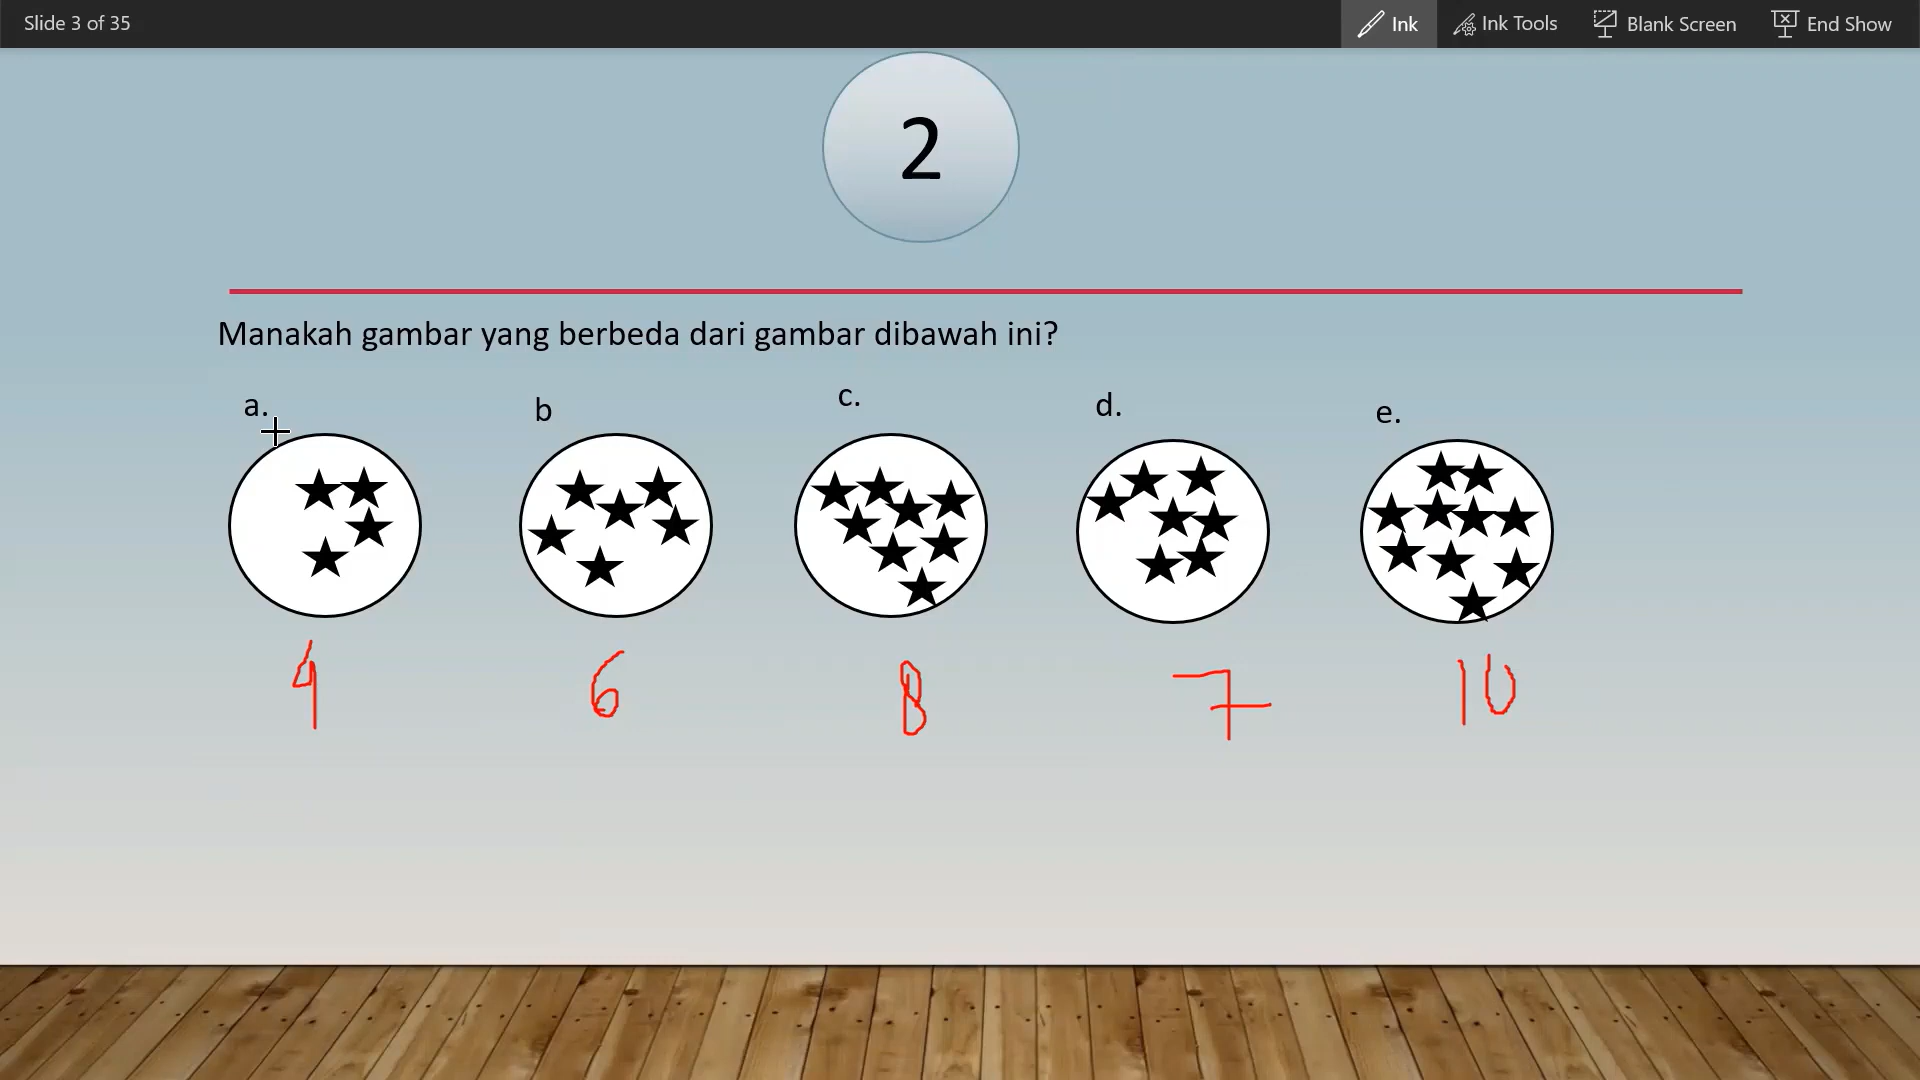 Slide 3 of 35
Ink
Ink Tools
Blank Screen
End Show
2
Manakah gambar yang berbeda dari gambar dibawah ini?
a.
b
c.
d.
e.
4
6
8
7
10